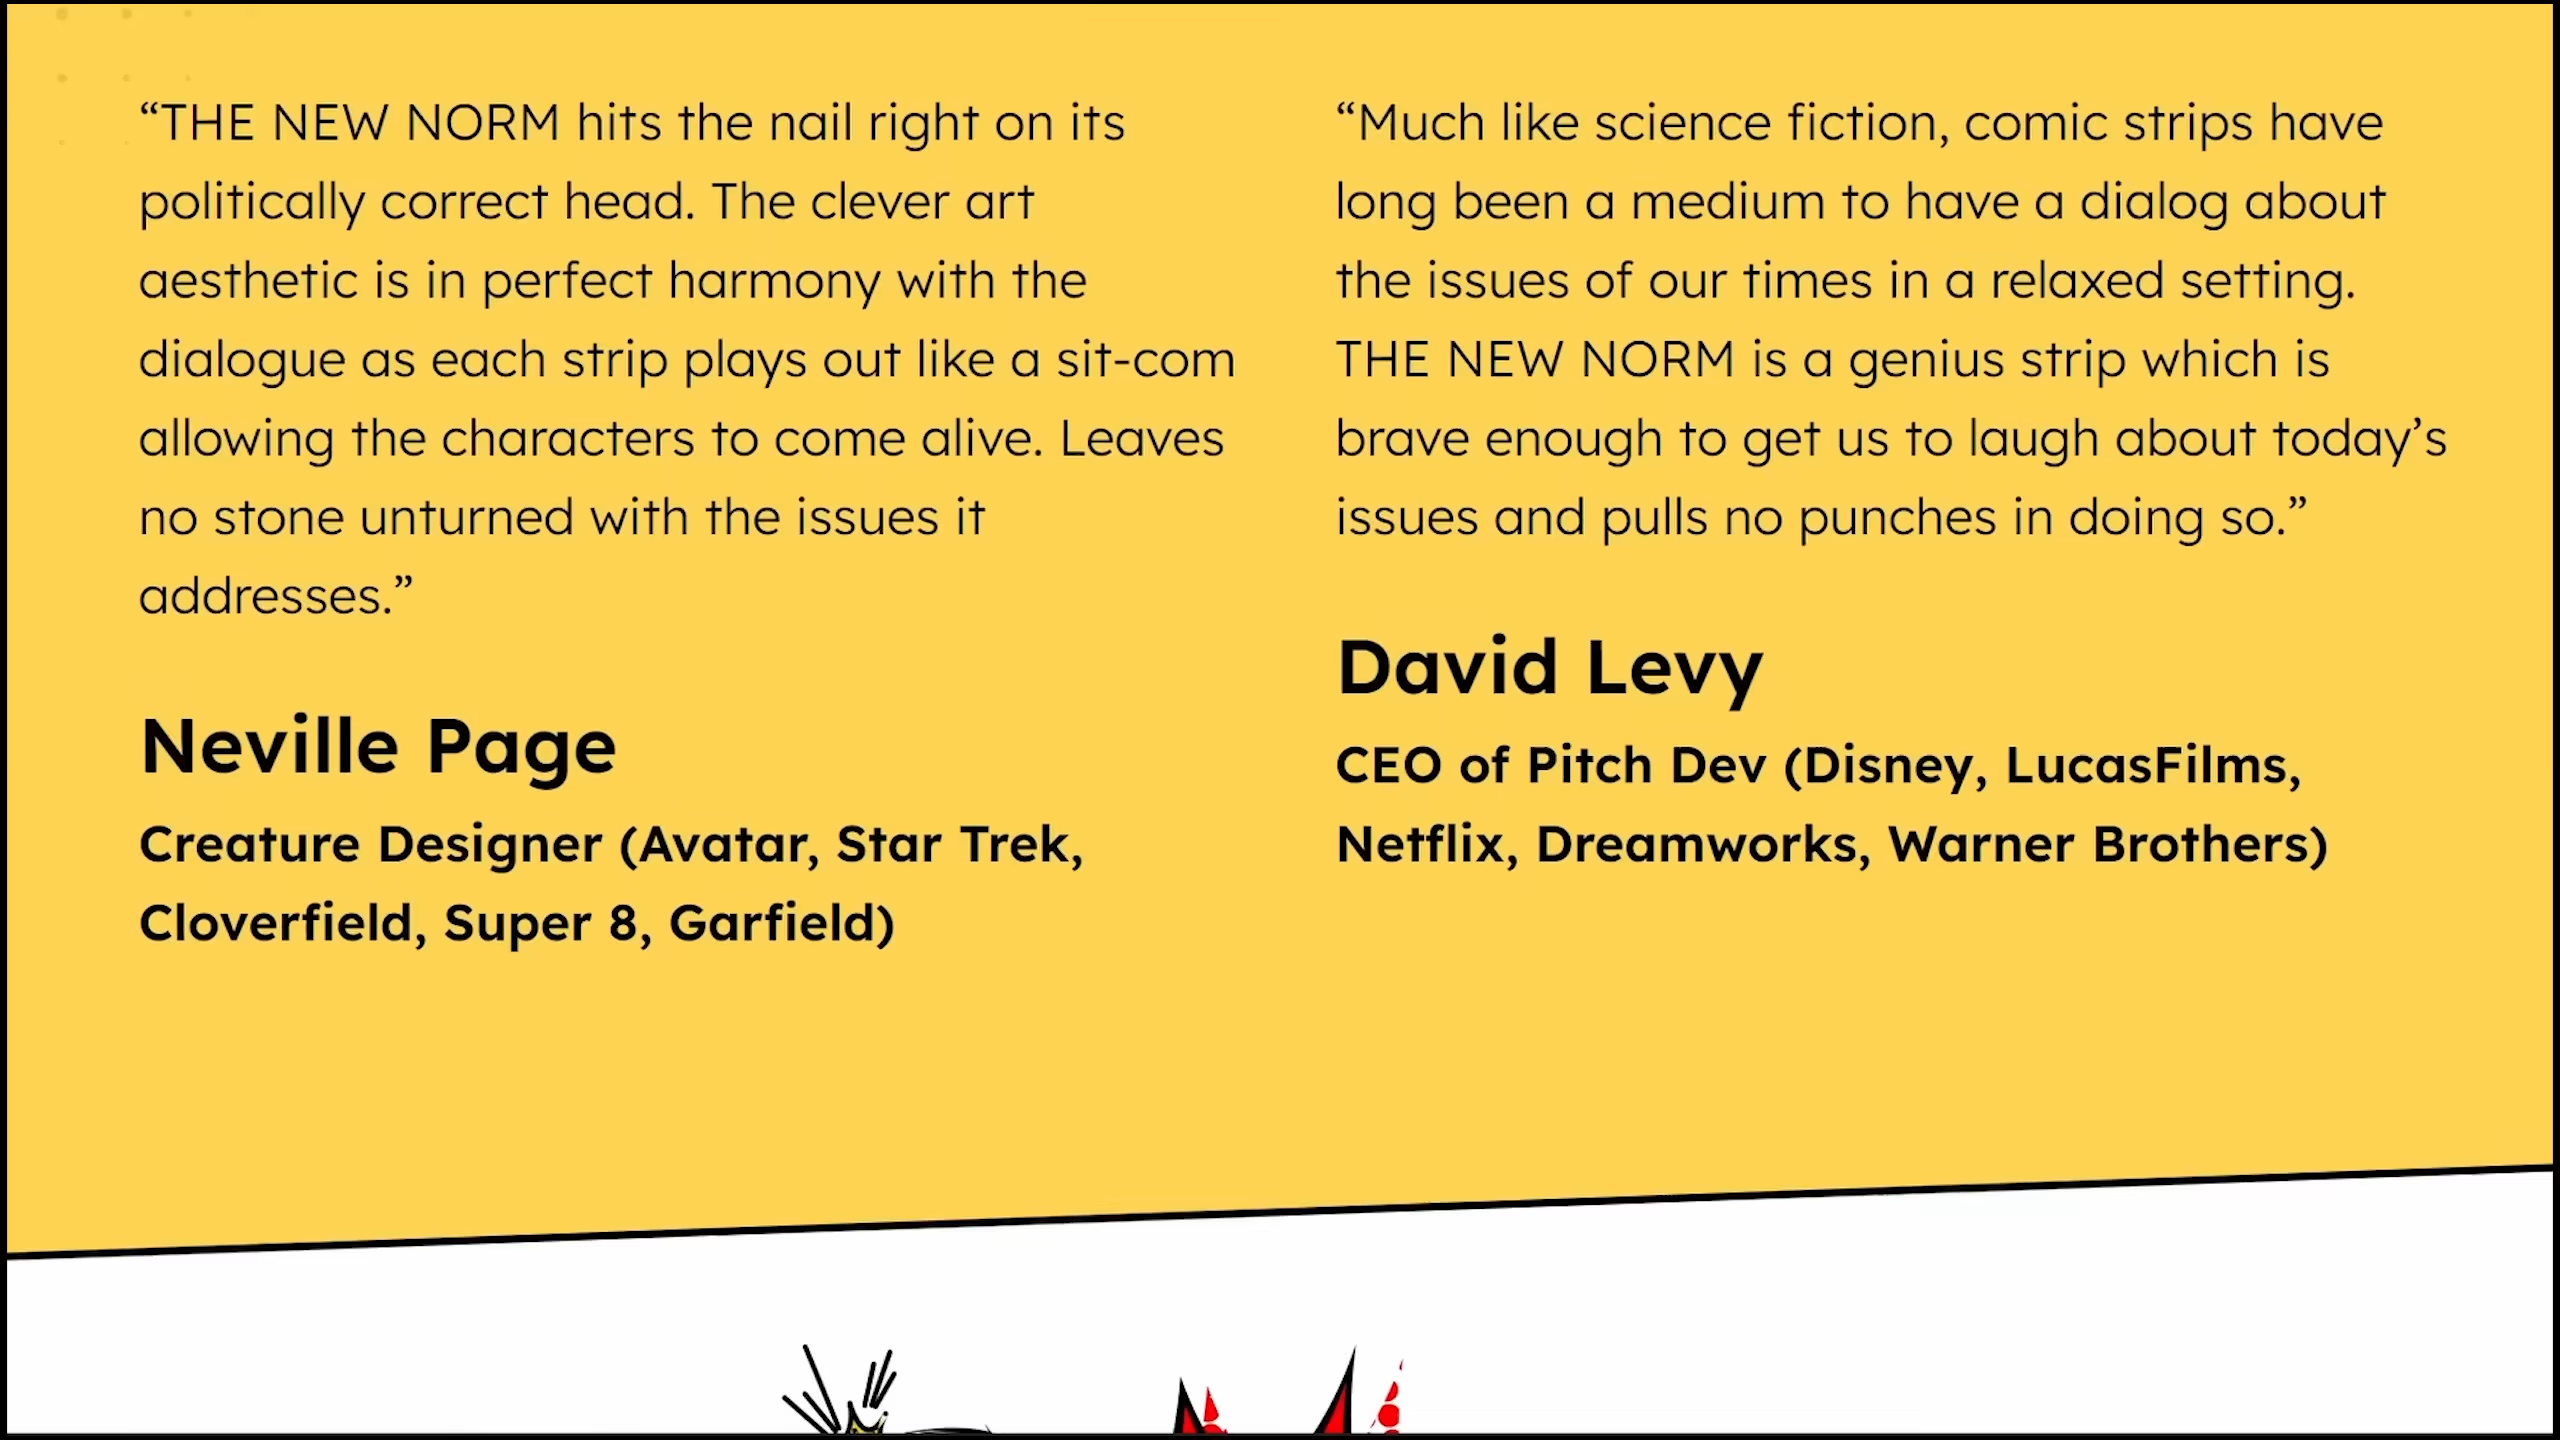 “THE NEW NORM hits the nail right on its
politically correct head. The clever art
aesthetic is in perfect harmony with the
dialogue as each strip plays out like a sit-com
allowing the characters to come alive. Leaves
no stone unturned with the issues it
addresses.”
Neville Page
Creature Designer (Avatar, Star Trek,
Cloverfield, Super 8, Garfield)
“Much like science fiction, comic strips have
long been a medium to have a dialog about
the issues of our times in a relaxed setting.
THE NEW NORM is a genius strip which is
brave enough to get us to laugh about today’s
issues and pulls no punches in doing so.”
David Levy
CEO of Pitch Dev (Disney, LucasFilms,
Netflix, Dreamworks, Warner Brothers)